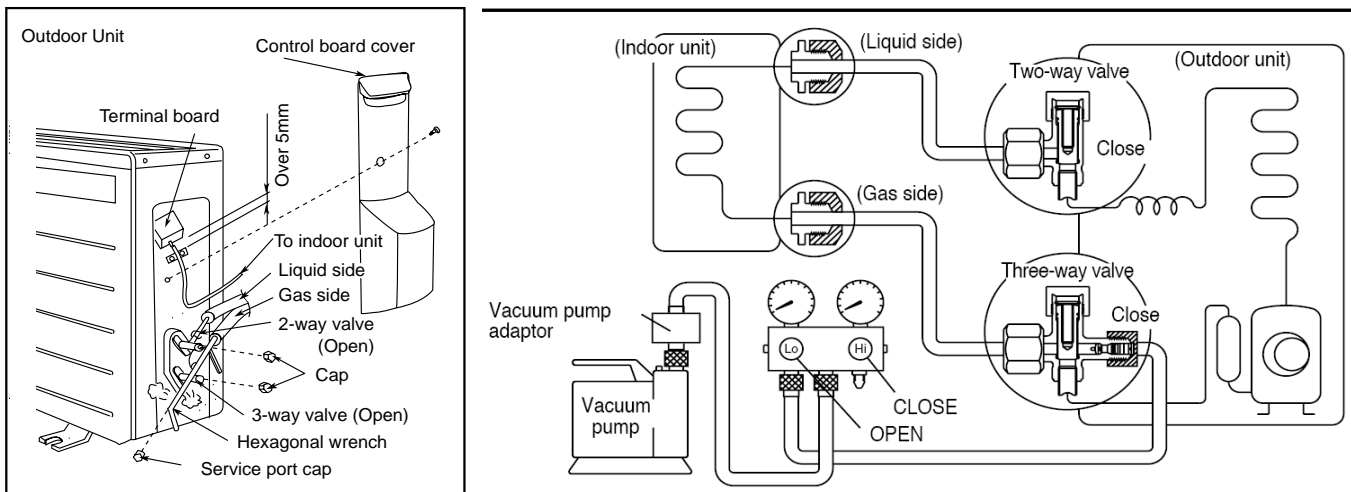 Outdoor Unit
Control board cover
Terminal board
Over 5mm
To indoor unit
Liquid side
Gas side
2-way valve
(Open)
Cap
3-way valve (Open)
Hexagonal wrench
Service port cap
(Indoor unit)
(Liquid side)
Two-way valve
(Outdoor unit)
Close
(Gas side)
Three-way valve
Close
Vacuum pump
adaptor
Lo
Hi
Vacuum
pump
CLOSE
OPEN